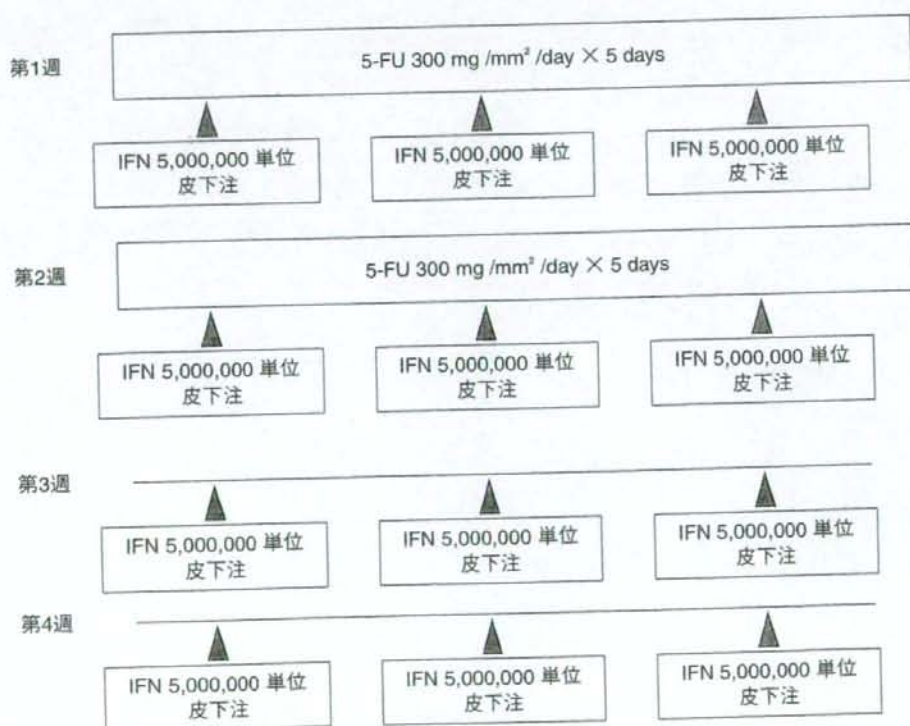 第1週
5-FU 300 mg /mm² /day × 5 days
IFN 5,000,000 単位
皮下注
IFN 5,000,000 単位
皮下注
IFN 5,000,000 単位
皮下注
第2週
5-FU 300 mg /mm² /day × 5 days
IFN 5,000,000 単位
皮下注
IFN 5,000,000 単位
皮下注
IFN 5,000,000 単位
皮下注
第3週
IFN 5,000,000 単位
皮下注
IFN 5,000,000 単位
皮下注
IFN 5,000,000 単位
皮下注
第4週
IFN 5,000,000 単位
皮下注
IFN 5,000,000 単位
皮下注
IFN 5,000,000 単位
皮下注